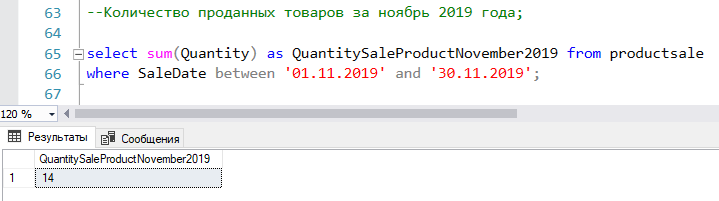 63 --Количество проданных товаров за ноябрь 2019 года;
64
65 select sum(Quantity) as QuantitySaleProductNovember2019 from productsale
66 where SaleDate between '01.11.2019' and '30.11.2019';
67
120 %
Результаты Сообщения
QuantitySaleProductNovember2019
1 14